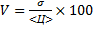 V = σ / <Ц> × 100